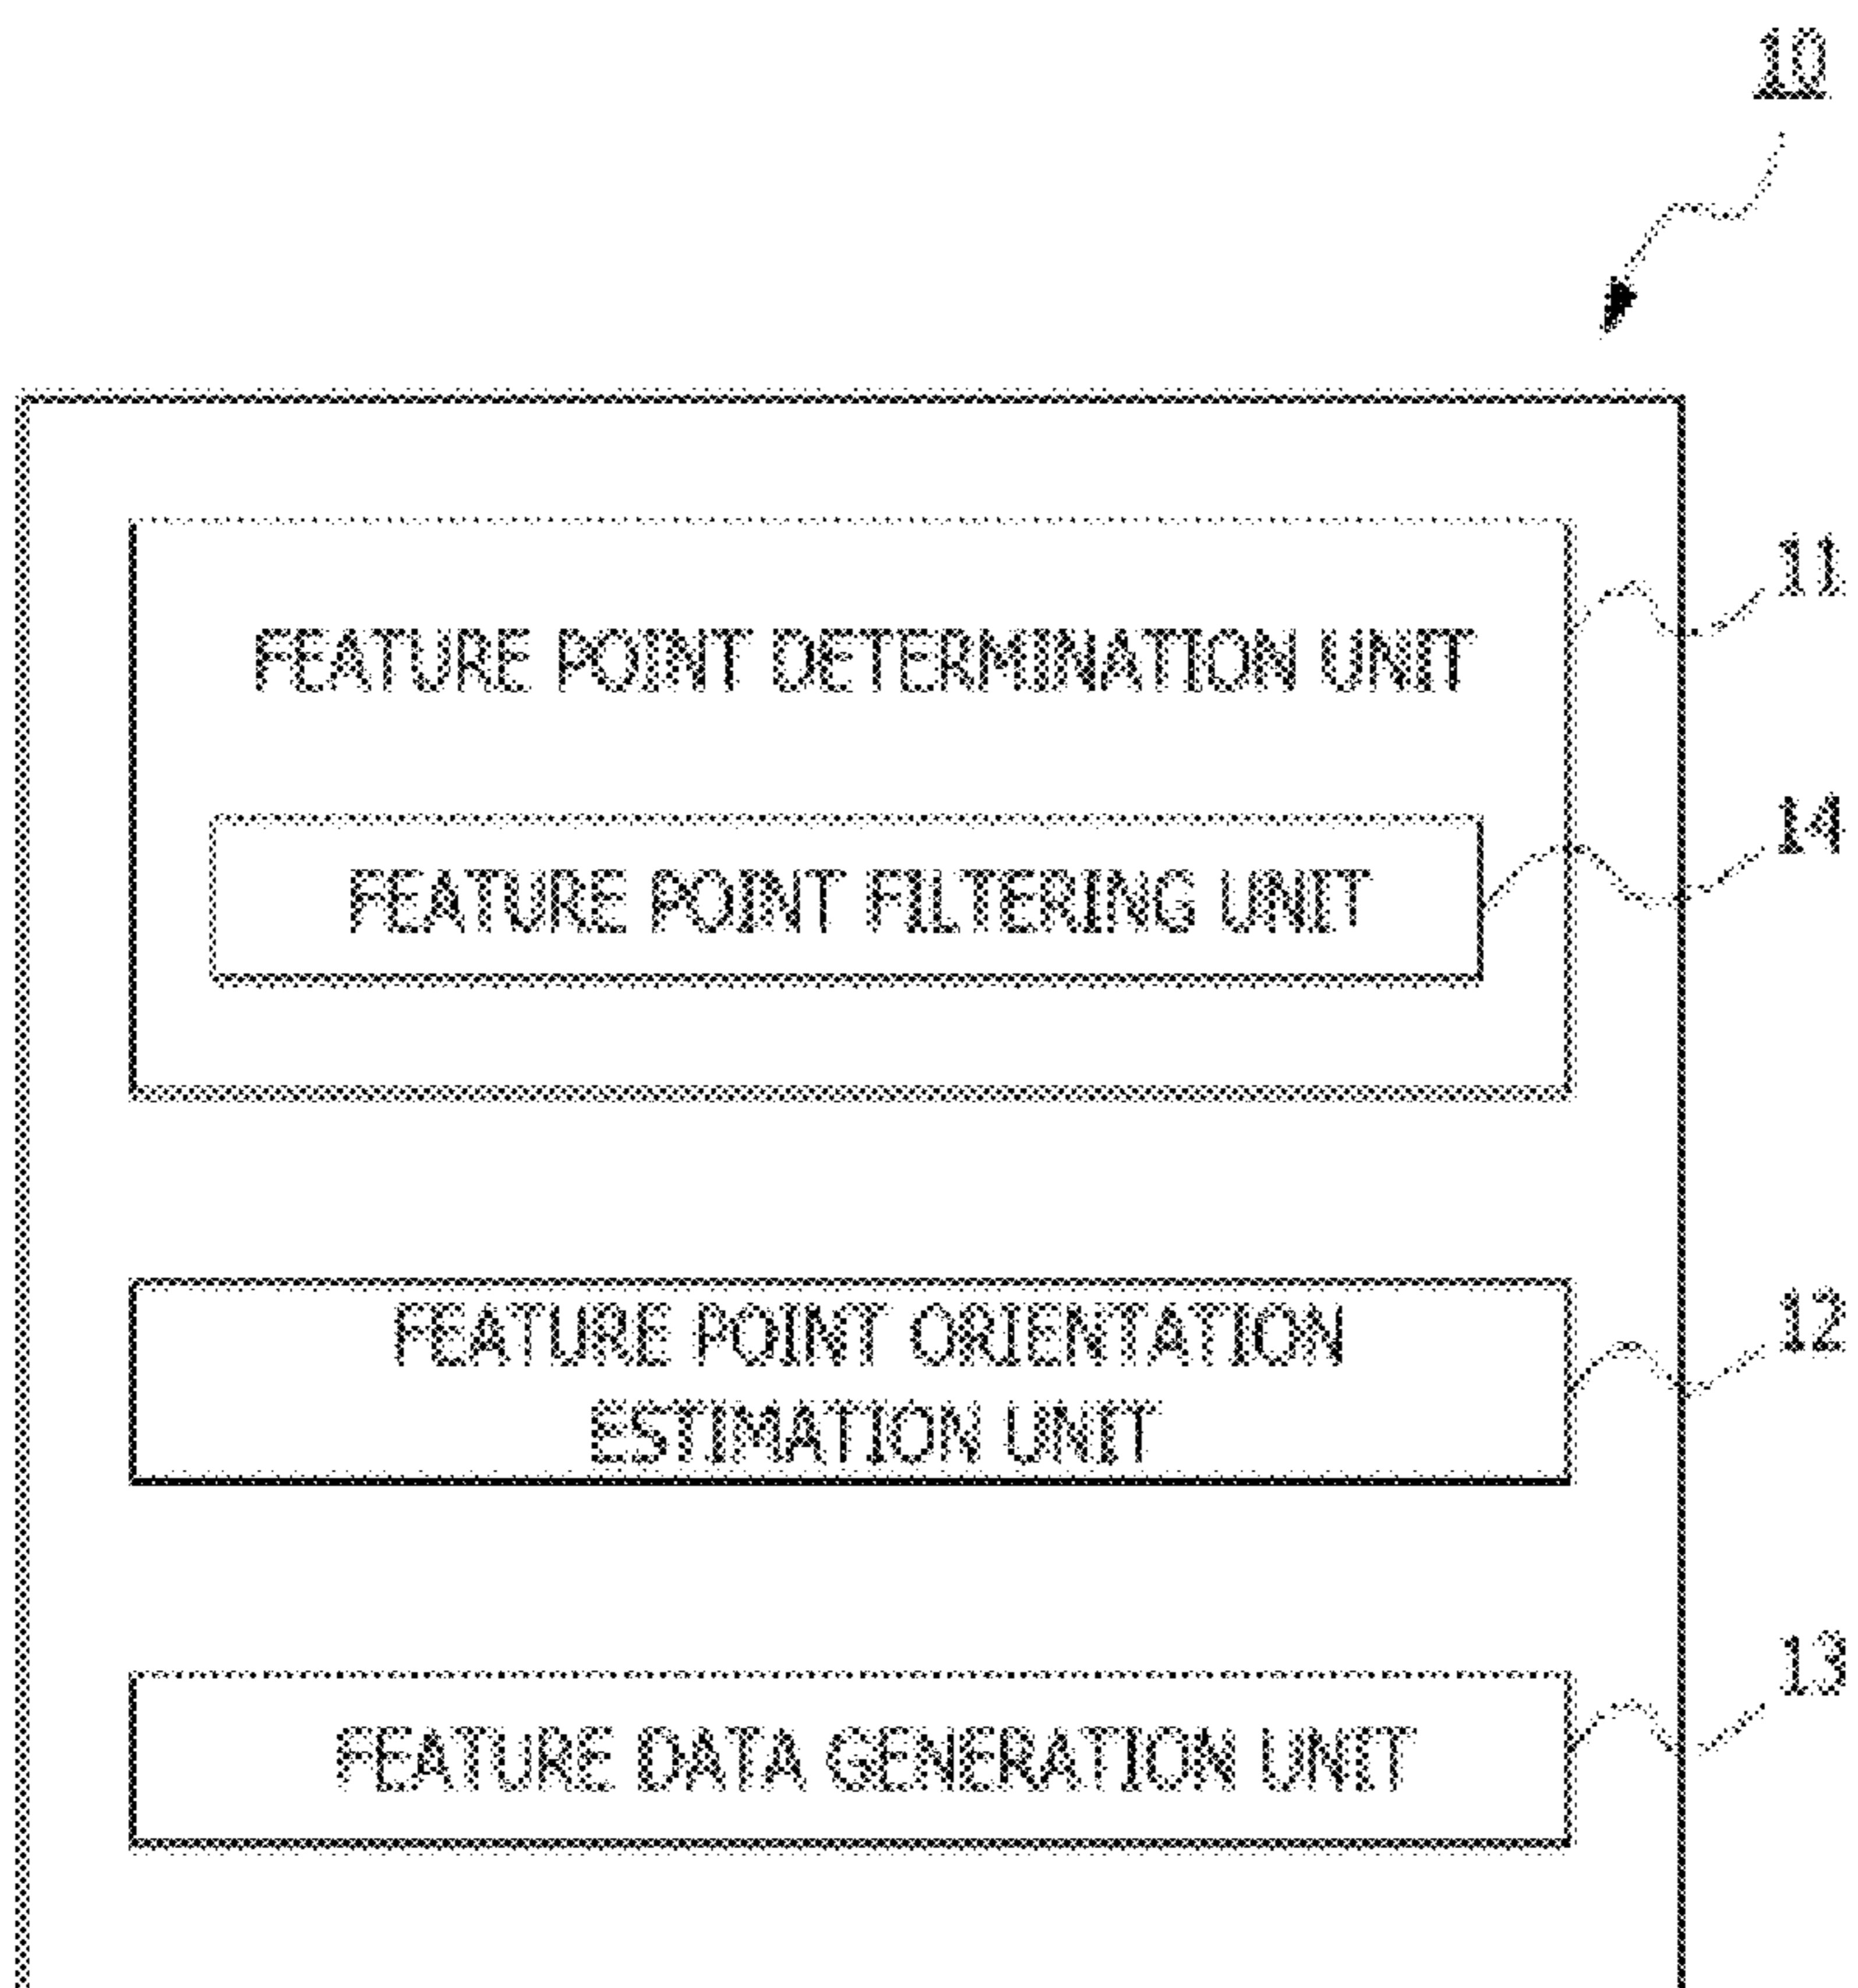 10
11
FEATURE POINT DETERMINATION UNIT
14
FEATURE POINT FILTERING UNIT
12
FEATURE POINT ORIENTATION
ESTIMATION UNIT
13
FEATURE DATA GENERATION UNIT